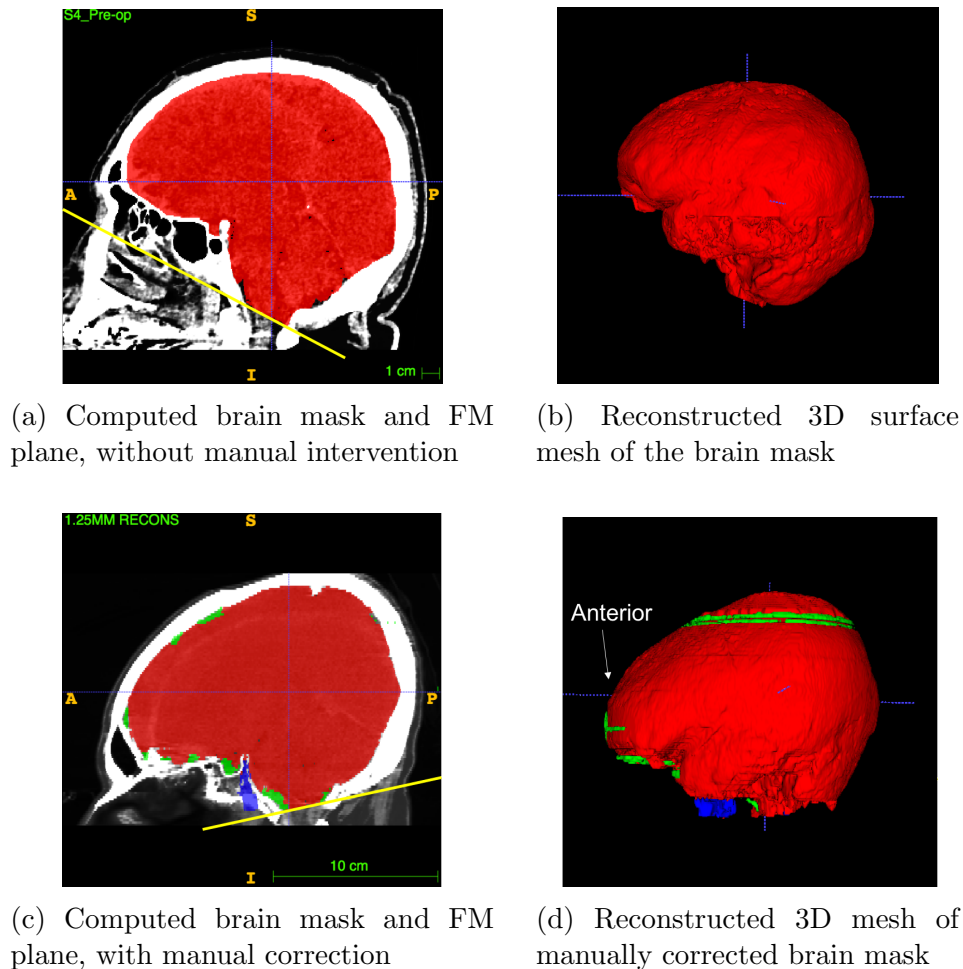 S4_Pre-op
S
A
P
I
1 cm
(a) Computed brain mask and FM
plane, without manual intervention
(b) Reconstructed 3D surface
mesh of the brain mask
1.25MM RECONS
S
A
P
I
10 cm
Anterior
(c) Computed brain mask and FM
plane, with manual correction
(d) Reconstructed 3D mesh of
manually corrected brain mask